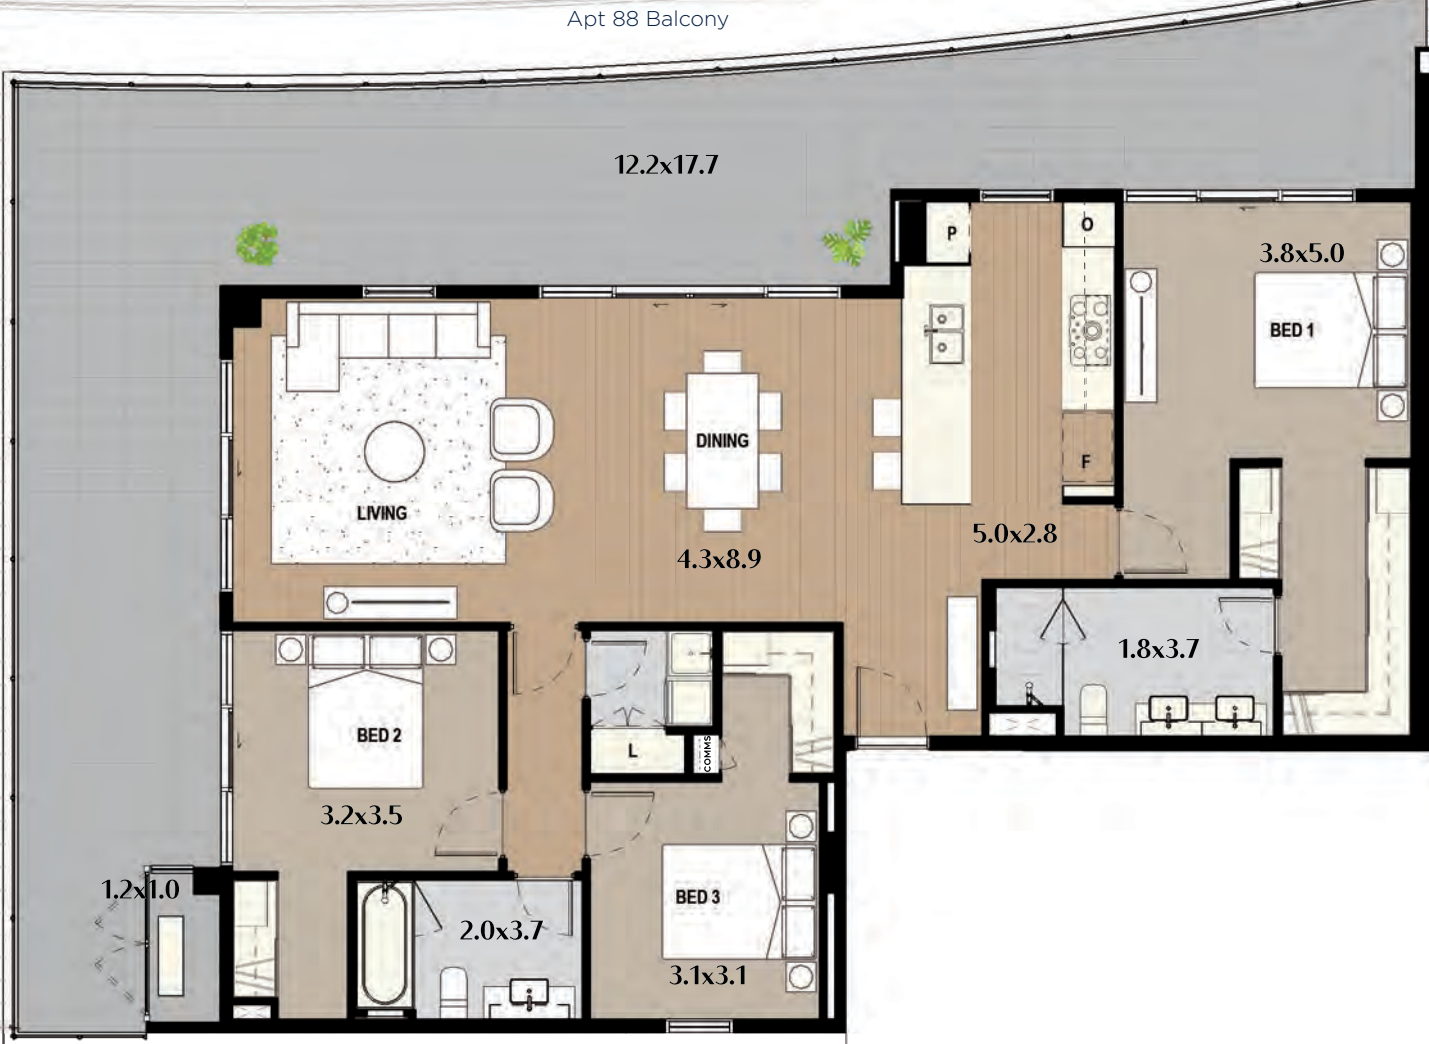 Apt 88 Balcony
12.2x17.7
P
O
3.8x5.0
BED 1
DINING
F
LIVING
5.0x2.8
4.3x8.9
1.8x3.7
BED 2
L
COMMS
3.2x3.5
1.2x1.0
BED 3
2.0x3.7
3.1x3.1